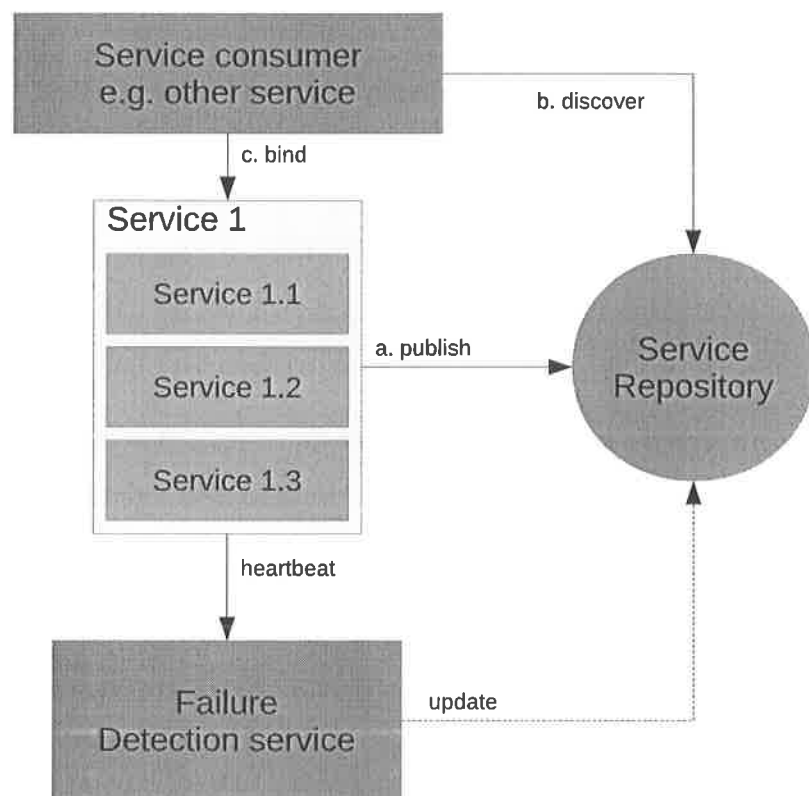 Service consumer
e.g. other service
b. discover
c. bind
Service 1
Service 1.1
a. publish
Service 1.2
Service
Repository
Service 1.3
heartbeat
Failure
Detection service
update